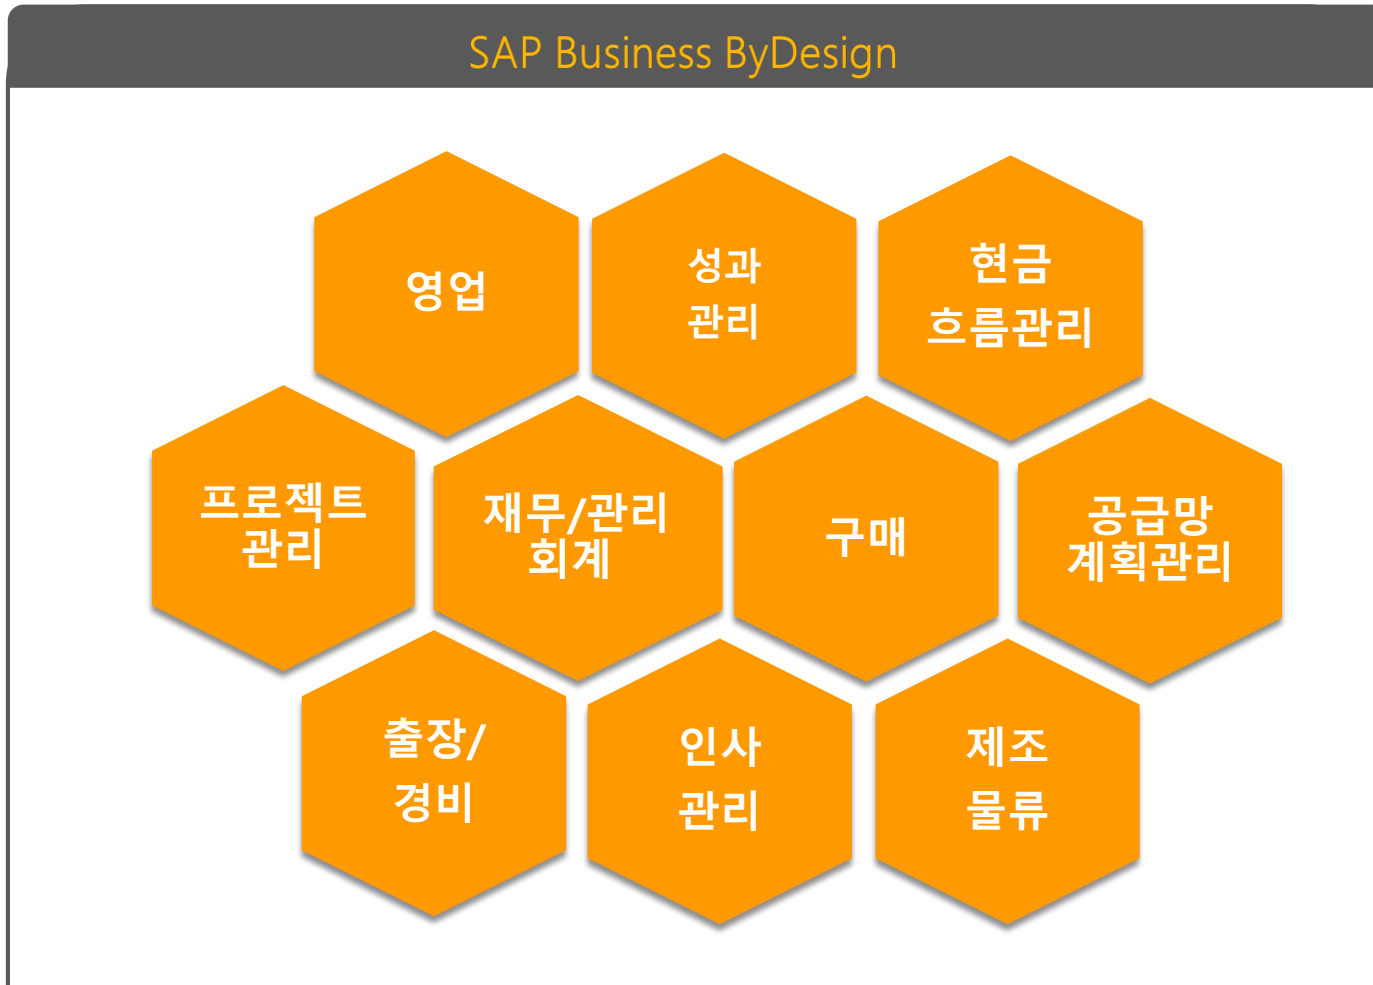 SAP Business ByDesign
영업
성과
관리
현금
흐름관리
프로젝트
관리
재무/관리
회계
구매
공급망
계획관리
출장/
경비
인사
관리
제조
물류